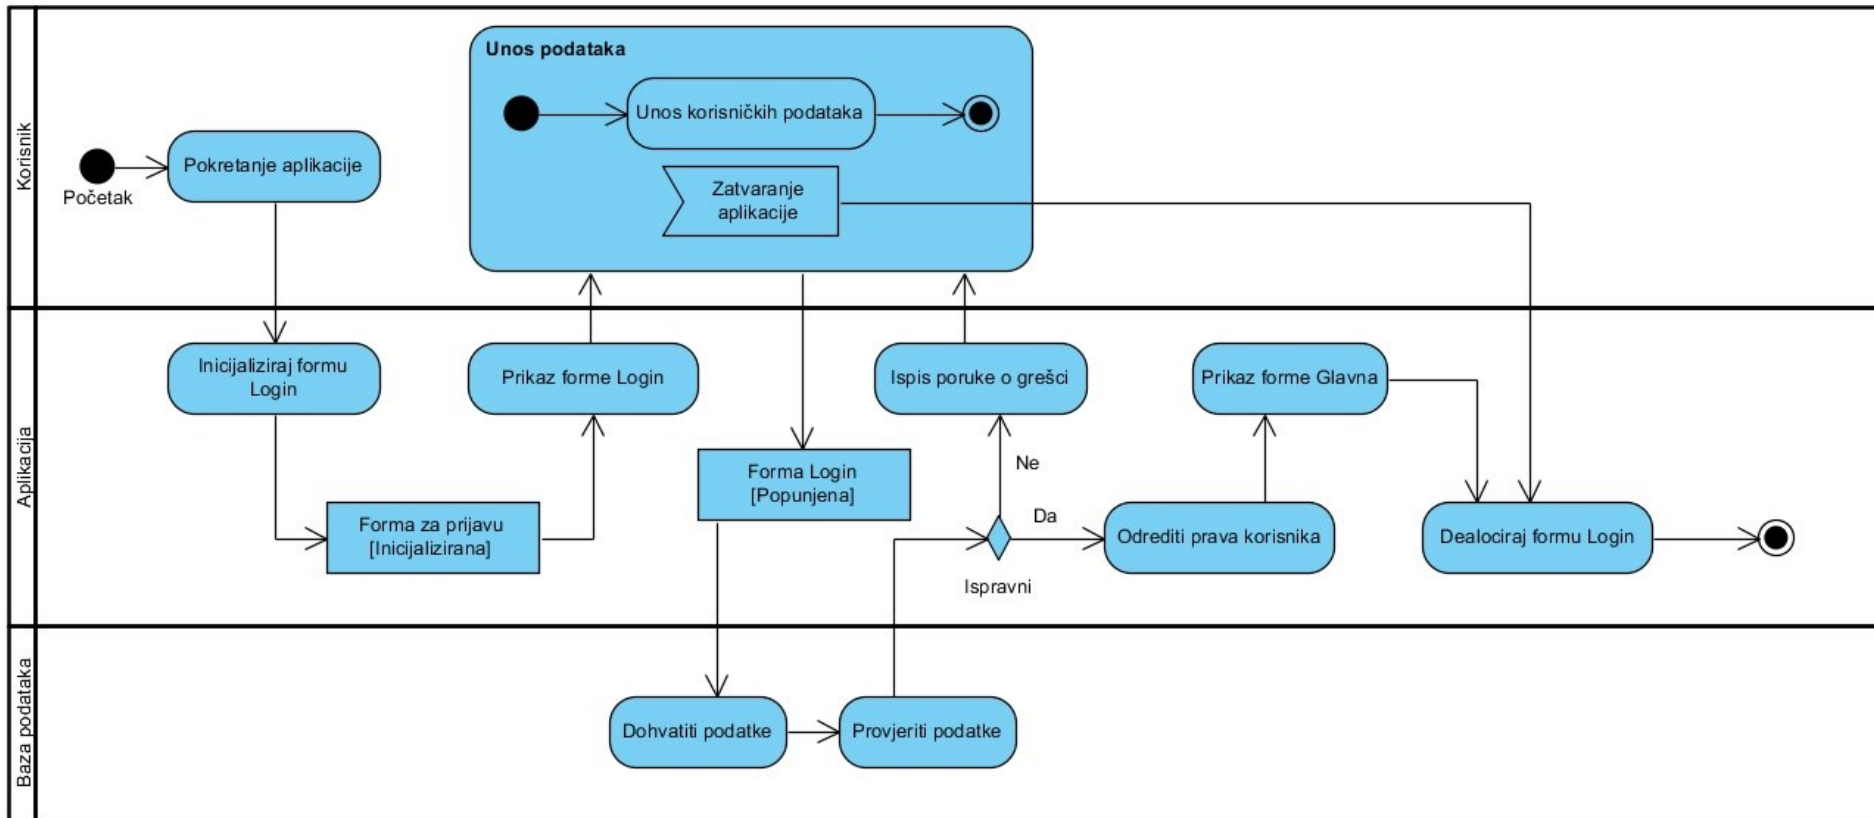 Korisnik
Početak
Pokretanje aplikacije
Unos podataka
Unos korisničkih podataka
Zatvaranje
aplikacije
Aplikacija
Inicijaliziraj formu
Login
Forma za prijavu
[Inicijalizirana]
Prikaz forme Login
Forma Login
[Popunjena]
Ispis poruke o grešci
Ne
Da
Ispravni
Odrediti prava korisnika
Prikaz forme Glavna
Dealociraj formu Login
Baza podataka
Dohvatiti podatke
Provjeriti podatke